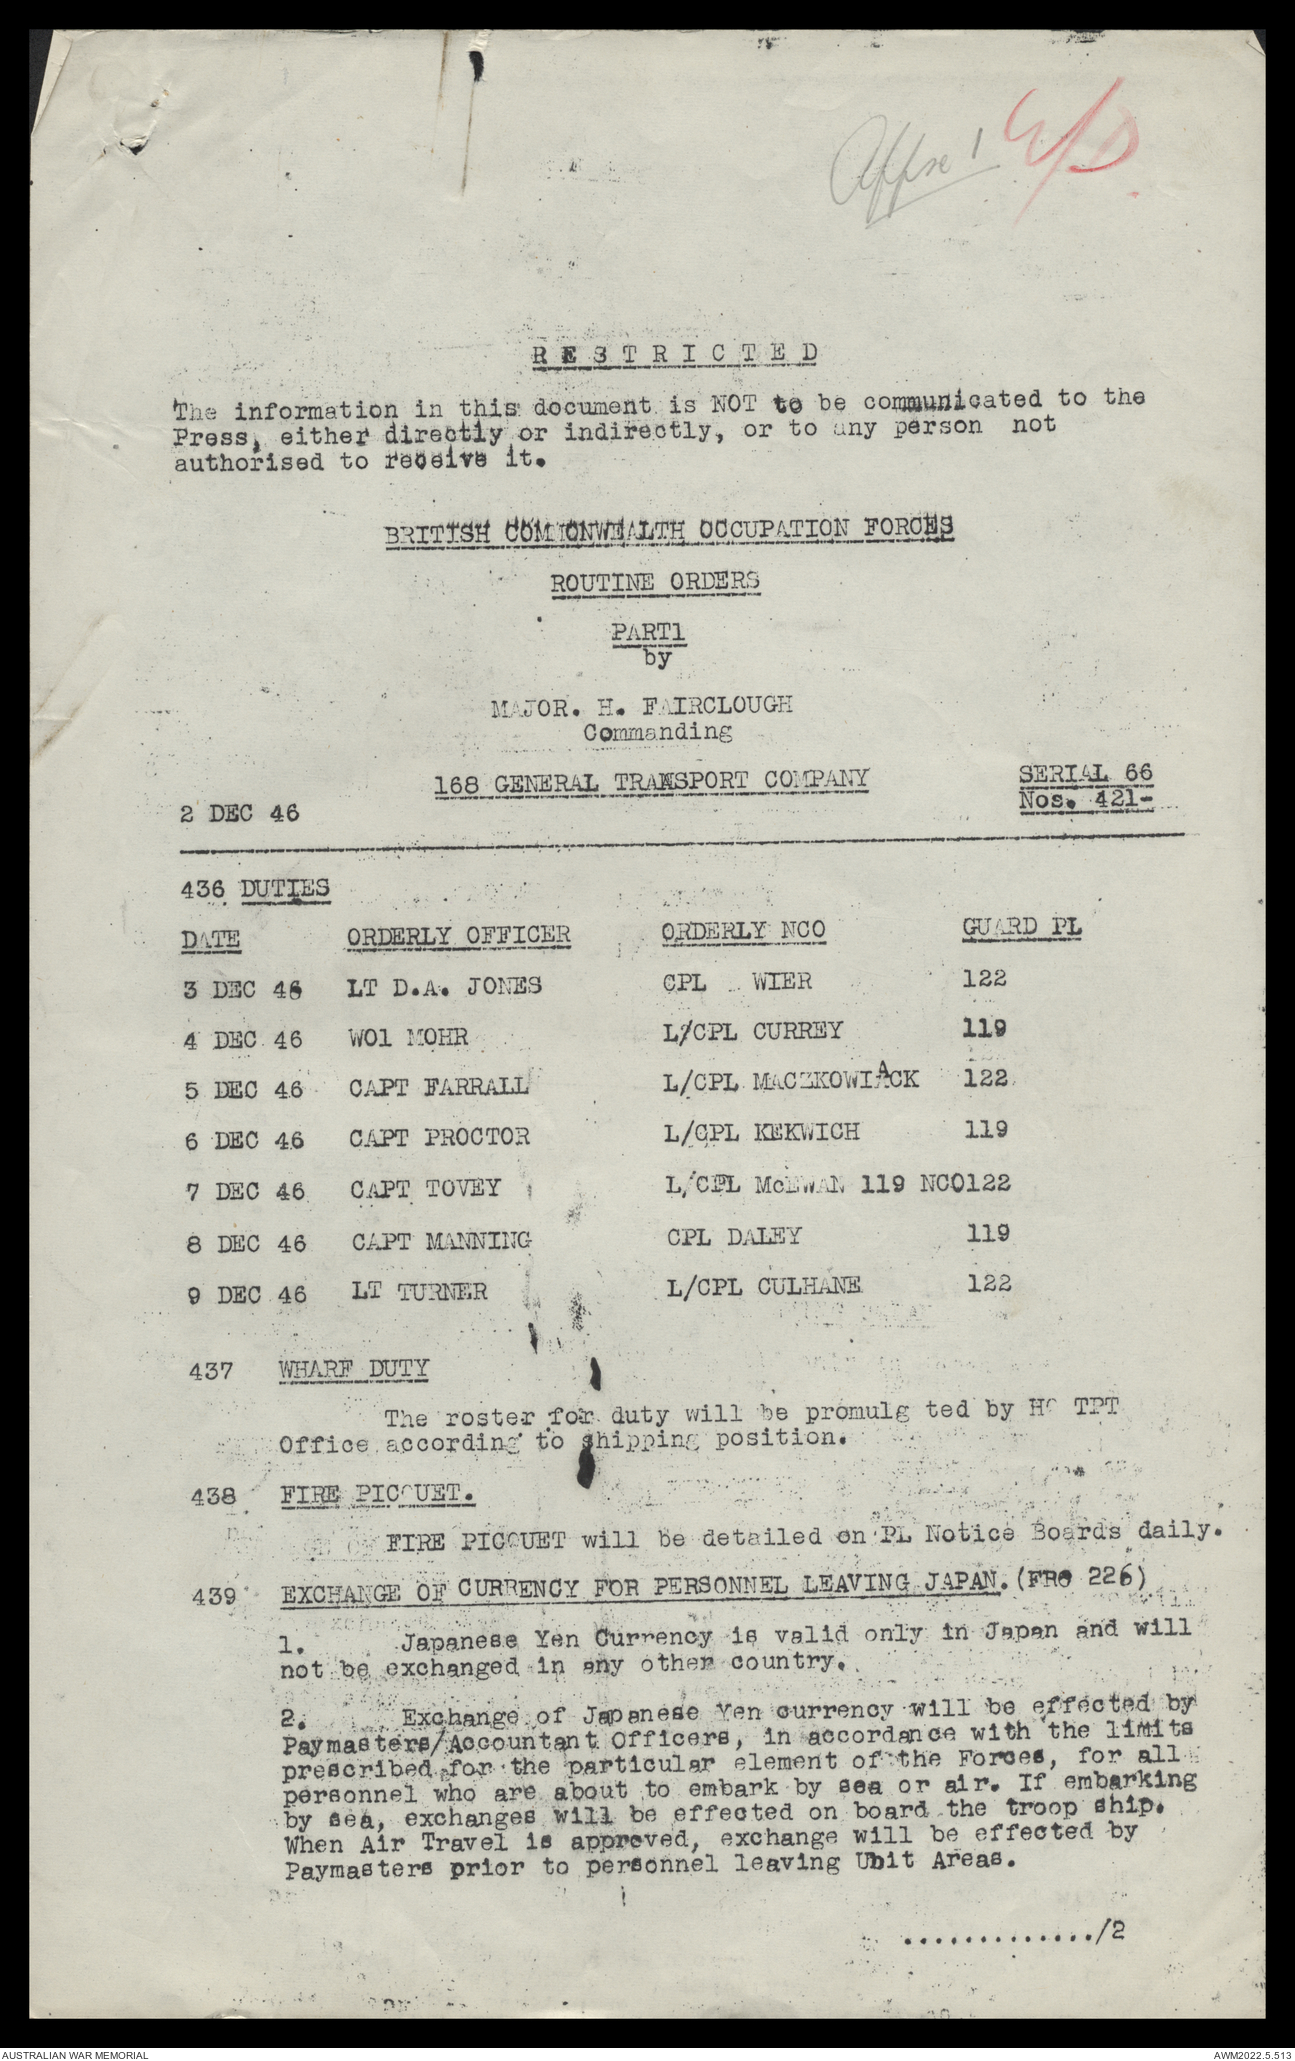 Appx 1
R E S T R I C T E D
The information in this document is NOT to be communicated to the
Press, either directly or indirectly, or to any person not
authorised to receive it.
BRITISH COMMONWEALTH OCCUPATION FORCES
ROUTINE ORDERS
PART1
by
MAJOR. H. FAIRCLOUGH
Commanding
168 GENERAL TRANSPORT COMPANY
SERIAL 66
Nos. 421-
2 DEC 46
436 DUTIES
DATE ORDERLY OFFICER ORDERLY NCO GUARD PL
3 DEC 46 LT D.A. JONES CPL WIER 122
4 DEC 46 WO1 MOHR L/CPL CURREY 119
5 DEC 46 CAPT FARRALL L/CPL MACZKOWIACK 122
6 DEC 46 CAPT PROCTOR L/CPL KEKWICH 119
7 DEC 46 CAPT TOVEY L/CPL McEWAN 119 NCO122
8 DEC 46 CAPT MANNING CPL DALEY 119
9 DEC 46 LT TURNER L/CPL CULHANE 122
437 WHARF DUTY
The roster for duty will be promulg ted by HQ TPT
Office according to shipping position.
438 FIRE PICQUET.
FIRE PICQUET will be detailed on PL Notice Boards daily.
439 EXCHANGE OF CURRENCY FOR PERSONNEL LEAVING JAPAN. (FRO 226)
1. Japanese Yen Currency is valid only in Japan and will
not be exchanged in any other country.
2. Exchange of Japanese Yen currency will be effected by
Paymasters/Accountant Officers, in accordance with the limits
prescribed for the particular element of the Forces, for all
personnel who are about to embark by sea or air. If embarking
by sea, exchanges will be effected on board the troop ship.
When Air Travel is approved, exchange will be effected by
Paymasters prior to personnel leaving Ubit Areas.
............./2
AUSTRALIAN WAR MEMORIAL
AWM2022.5.513